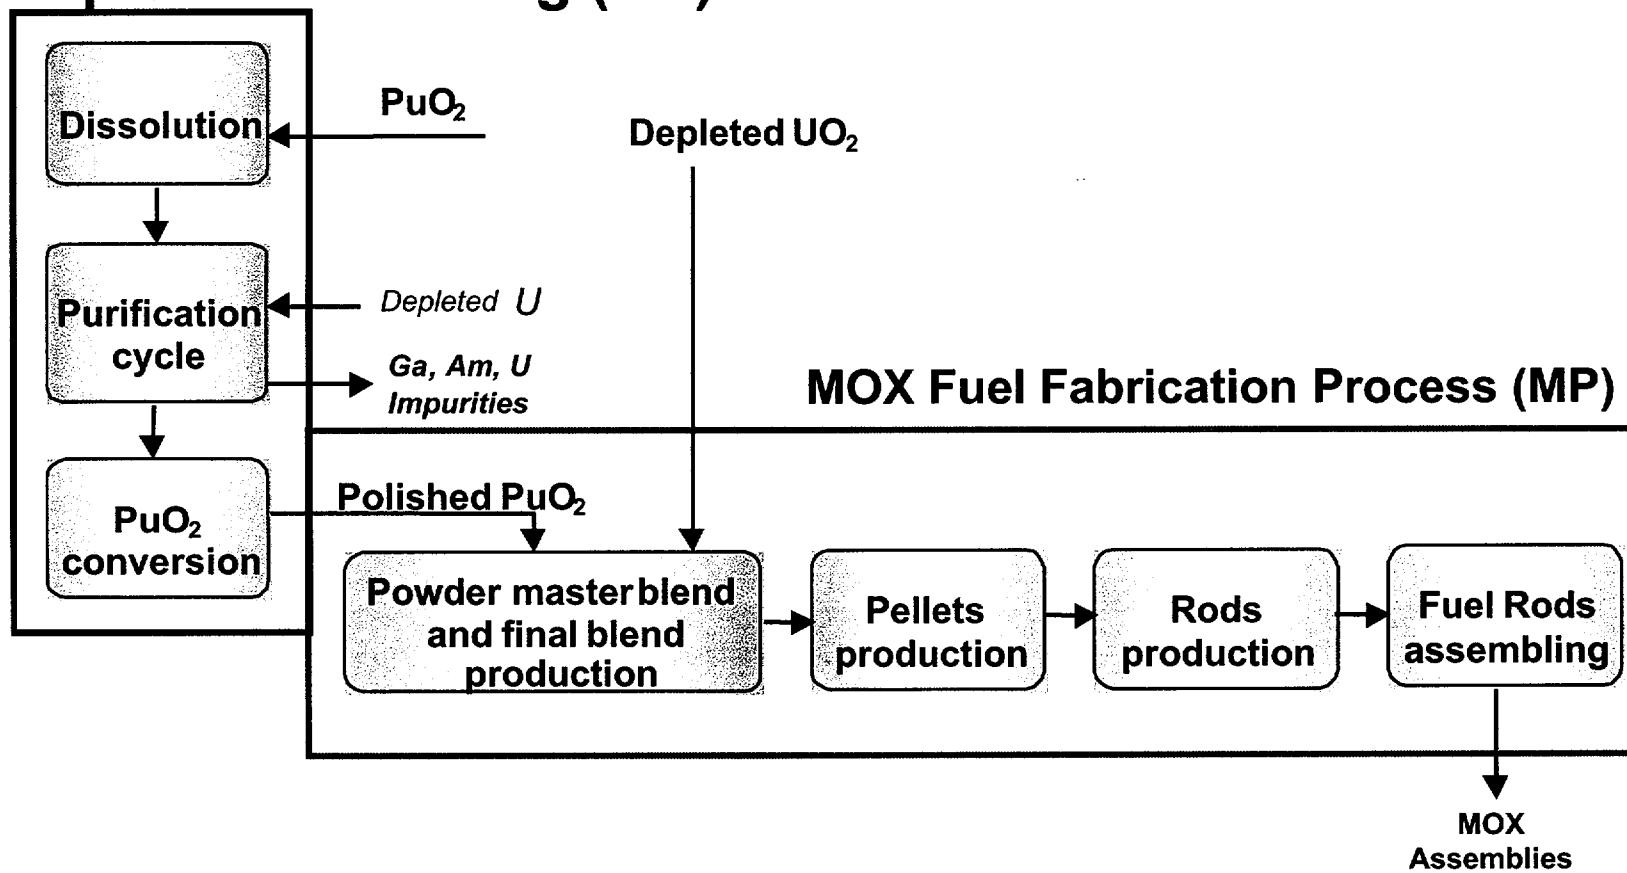 PuO₂
Dissolution
Depleted UO₂
Depleted U
Purification
cycle
Ga, Am, U
Impurities
MOX Fuel Fabrication Process (MP)
Polished PuO₂
PuO₂
conversion
Powder master blend
and final blend
production
Pellets
production
Rods
production
Fuel Rods
assembling
MOX
Assemblies